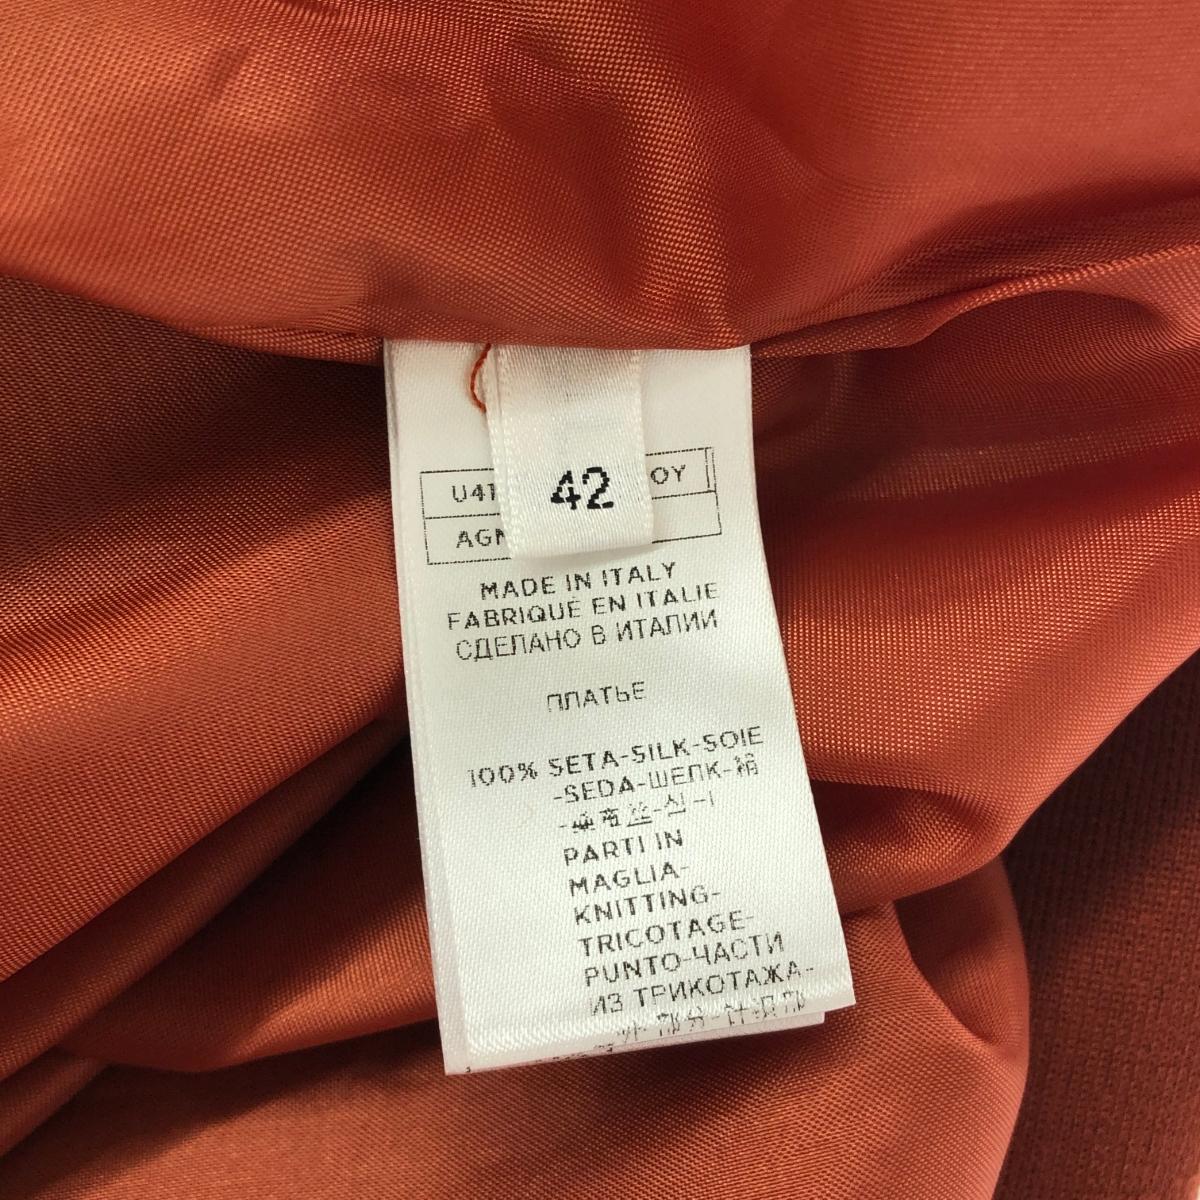 42
U41 OY
AGN
MADE IN ITALY
FABRIQUÉ EN ITALIE
СДЕЛАНО В ИТАЛИИ
ПЛАТЬЕ
100% SETA-SILK-SOIE
-SEDA-ШЕЛК-絹
PARTI IN
MAGLIA-
KNITTING-
TRICOTAGE-
PUNTO-ЧАСТИ
ИЗ ТРИКОТАЖА-